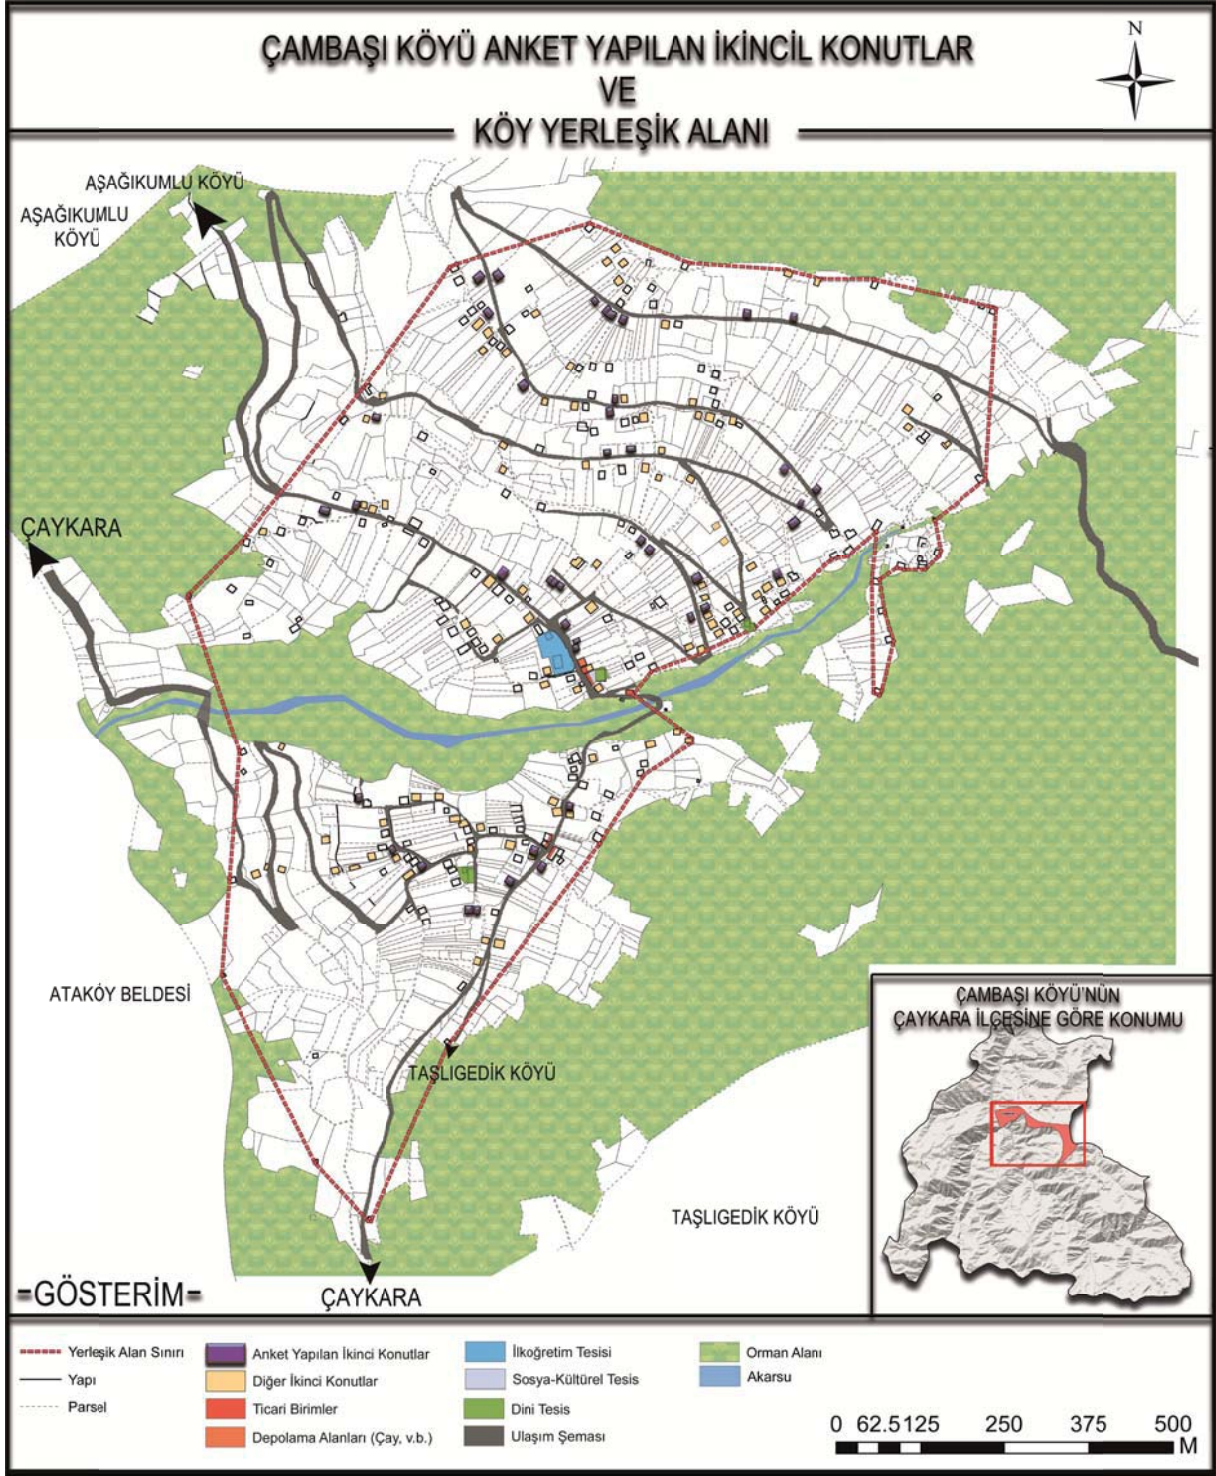 ÇAMBAŞI KÖYÜ ANKET YAPILAN İKİNCİL KONUTLAR
VE
KÖY YERLEŞİK ALANI
N
AŞAĞIKUMLU KÖYÜ
AŞAĞIKUMLU
KÖYÜ
ÇAYKARA
ATAKÖY BELDESİ
TAŞLIGEDİK KÖYÜ
TAŞLIGEDİK KÖYÜ
ÇAYKARA
ÇAMBAŞI KÖYÜ'NÜN
ÇAYKARA İLÇESİNE GÖRE KONUMU
-GÖSTERİM-
Yerleşik Alan Sınırı
Yapı
Parsel
Anket Yapılan İkinci Konutlar
Diğer İkinci Konutlar
Ticari Birimler
Depolama Alanları (Çay, v.b.)
İlkoğretim Tesisi
Sosya-Kültürel Tesis
Dini Tesis
Ulaşım Şeması
Orman Alanı
Akarsu
0 62.5 125 250 375 500
M